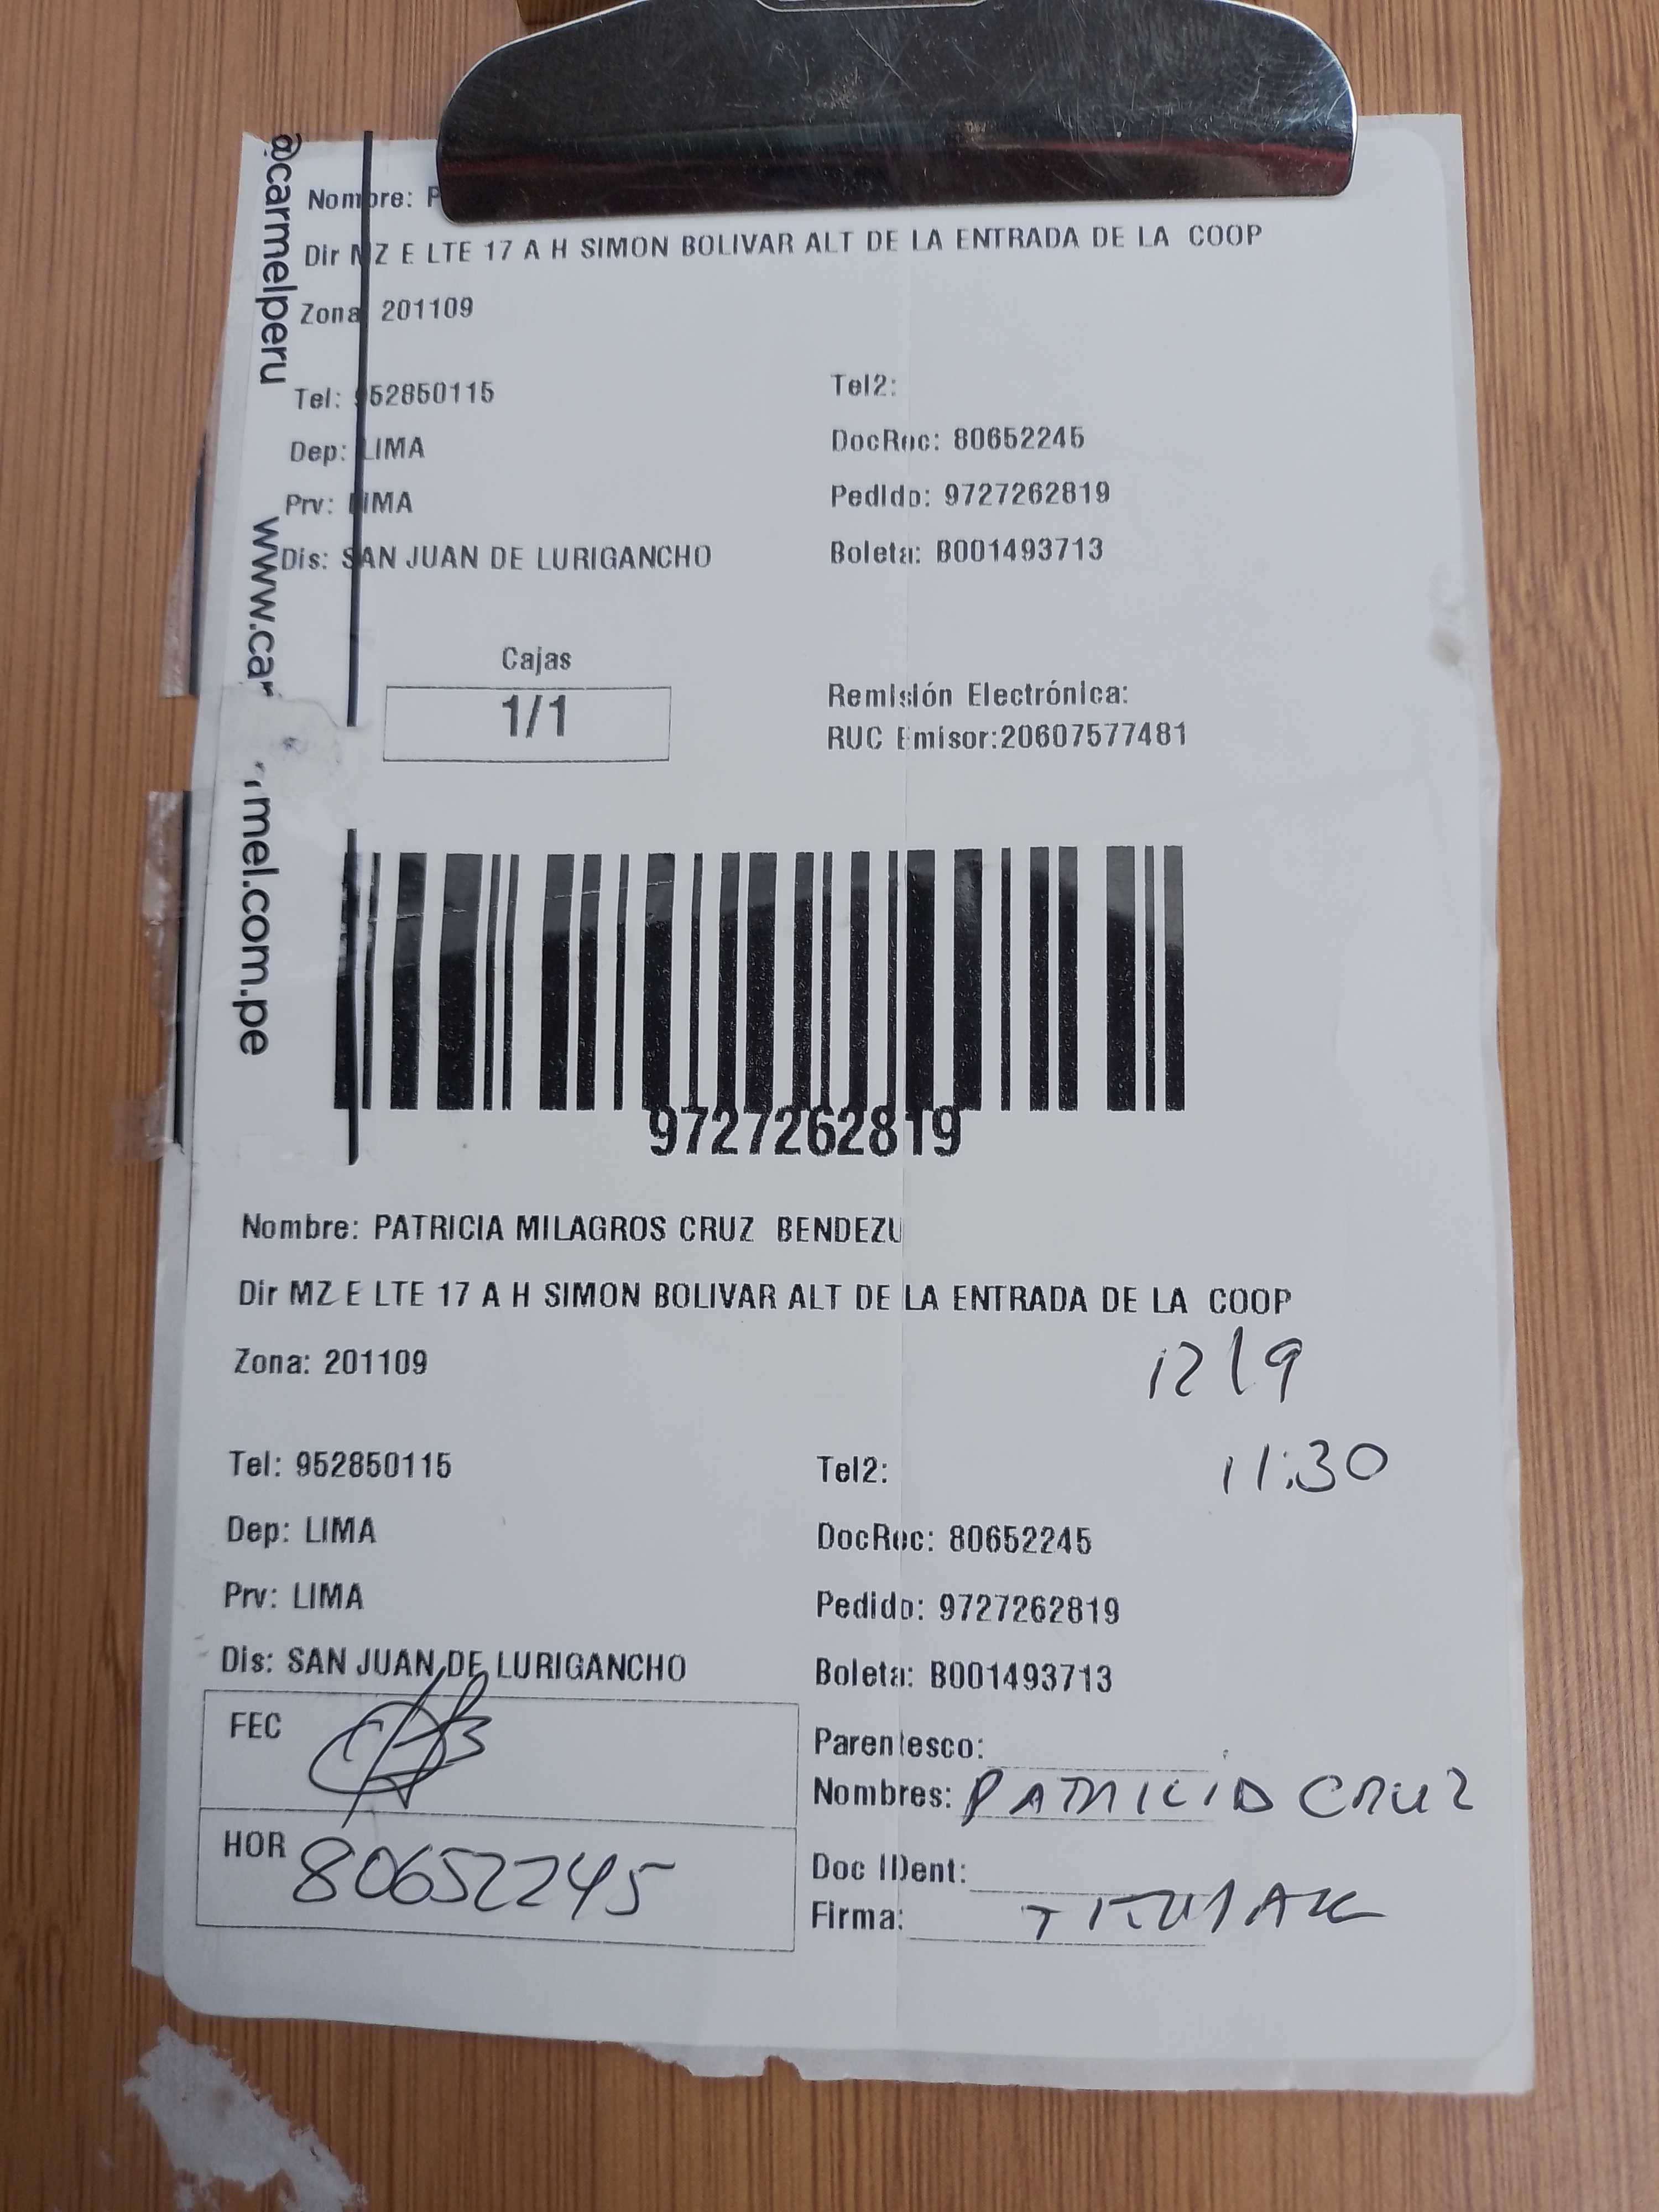 @carmelperu
www.car
mel.com.pe
Nombre: P
Dir MZ E LTE 17 A H SIMON BOLIVAR ALT DE LA ENTRADA DE LA COOP
Zona 201109
Tel: 952850115
Tel2:
Dep: LIMA
DocRec: 80652245
Prv: LIMA
Pedido: 9727262819
Dis: SAN JUAN DE LURIGANCHO
Boleta: B001493713
Cajas
1/1
Remisión Electrónica:
RUC Emisor:20607577481
9727262819
Nombre: PATRICIA MILAGROS CRUZ BENDEZU
Dir MZ E LTE 17 A H SIMON BOLIVAR ALT DE LA ENTRADA DE LA COOP
Zona: 201109
12/9
11:30
Tel: 952850115
Tel2:
Dep: LIMA
DocRec: 80652245
Prv: LIMA
Pedido: 9727262819
Dis: SAN JUAN DE LURIGANCHO
Boleta: B001493713
FEC
Parentesco:
Nombres: PATRICIA CRUZ
HOR 80652245
Doc IDent:
Firma: